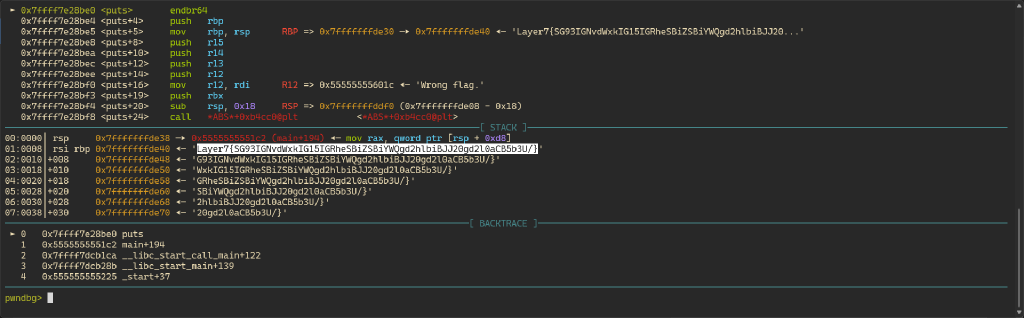 ► 0x7ffff7e28be0 <puts> endbr64
0x7ffff7e28be4 <puts+4> push rbp
0x7ffff7e28be5 <puts+5> mov rbp, rsp RBP => 0x7fffffffde30 → 0x7fffffffde40 ← 'Layer7{SG93IGNvdWxkIG15IGRheSBiZSBiYWQgd2hlbiBJJ20...'
0x7ffff7e28be8 <puts+8> push r15
0x7ffff7e28bea <puts+10> push r14
0x7ffff7e28bec <puts+12> push r13
0x7ffff7e28bee <puts+14> push r12
0x7ffff7e28bf0 <puts+16> mov r12, rdi R12 => 0x55555555601c ← 'Wrong flag.'
0x7ffff7e28bf3 <puts+19> push rbx
0x7ffff7e28bf4 <puts+20> sub rsp, 0x18 RSP => 0x7fffffffddf0 (0x7fffffffde08 - 0x18)
0x7ffff7e28bf8 <puts+24> call *ABS*+0xb4cc0@plt <*ABS*+0xb4cc0@plt>
[ STACK ]
00:0000│ rsp 0x7fffffffde38 → 0x5555555551c2 (main+194) ← mov rax, qword ptr [rsp + 0xd8]
01:0008│ rsi rbp 0x7fffffffde40 ← 'Layer7{SG93IGNvdWxkIG15IGRheSBiZSBiYWQgd2hlbiBJJ20gd2l0aCB5b3U/}'
02:0010│+008 0x7fffffffde48 ← 'G93IGNvdWxkIG15IGRheSBiZSBiYWQgd2hlbiBJJ20gd2l0aCB5b3U/}'
03:0018│+010 0x7fffffffde50 ← 'WxkIG15IGRheSBiZSBiYWQgd2hlbiBJJ20gd2l0aCB5b3U/}'
04:0020│+018 0x7fffffffde58 ← 'GRheSBiZSBiYWQgd2hlbiBJJ20gd2l0aCB5b3U/}'
05:0028│+020 0x7fffffffde60 ← 'SBiYWQgd2hlbiBJJ20gd2l0aCB5b3U/}'
06:0030│+028 0x7fffffffde68 ← '2hlbiBJJ20gd2l0aCB5b3U/}'
07:0038│+030 0x7fffffffde70 ← '20gd2l0aCB5b3U/}'
[ BACKTRACE ]
► 0 0x7ffff7e28be0 puts
1 0x5555555551c2 main+194
2 0x7ffff7dcb1ca __libc_start_call_main+122
3 0x7ffff7dcb28b __libc_start_main+139
4 0x555555555225 _start+37
pwndbg>